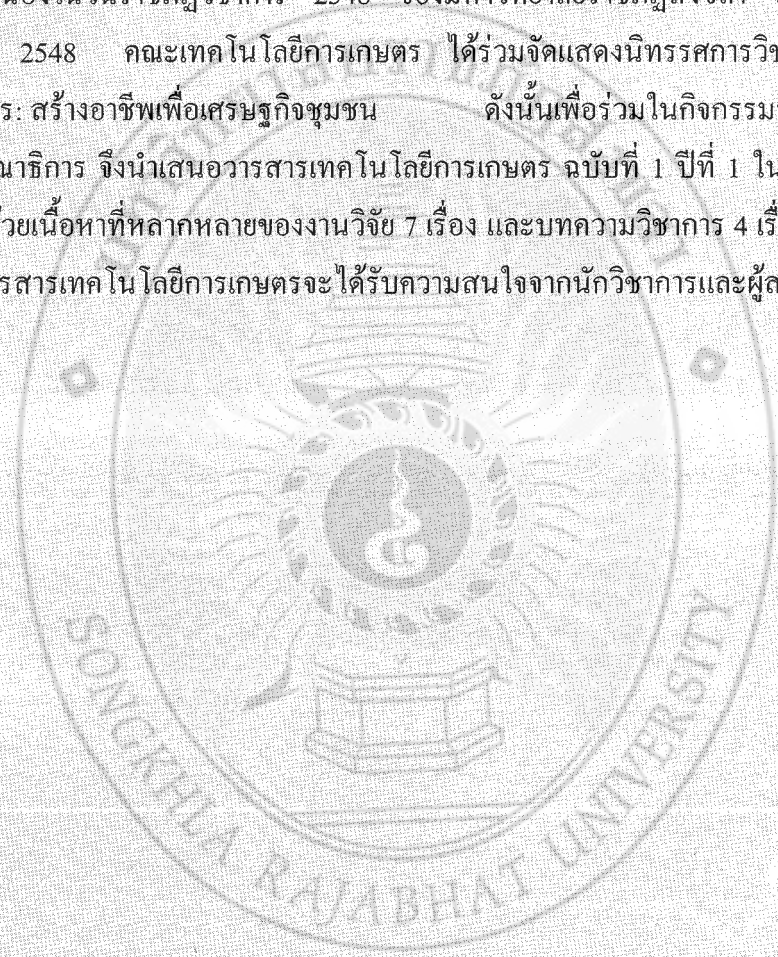 2548
2548 คณะเทคโนโลยีการเกษตร ได้ร่วมจัดแสดงนิทรรศการวิช
ร: สร้างอาชีพเพื่อเศรษฐกิจชุมชน ดังนั้นเพื่อร่วมในกิจกรรม
ณาธิการ จึงนำเสนอวารสารเทคโนโลยีการเกษตร ฉบับที่ 1 ปีที่ 1 ใน
วยเนื้อหาที่หลากหลายของงานวิจัย 7 เรื่อง และบทความวิชาการ 4 เรื่
รสารเทคโนโลยีการเกษตรจะได้รับความสนใจจากนักวิชาการและผู้ส
SONGKHLA RAJABHAT UNIVERSITY